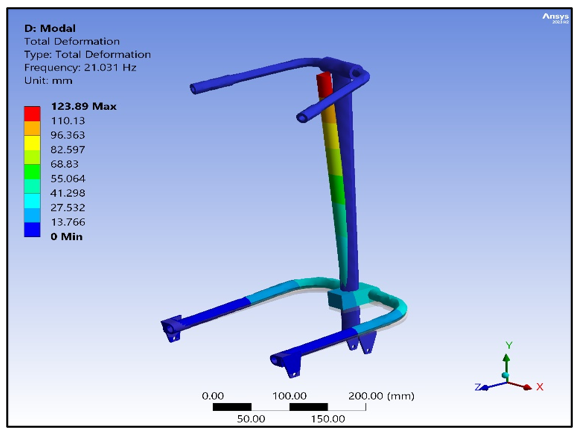 Ansys
D: Modal
Total Deformation
Type: Total Deformation
Frequency: 21.031 Hz
Unit: mm
123.89 Max
110.13
96.363
82.597
68.83
55.064
41.298
27.532
13.766
0 Min
Y
Z
X
0.00 100.00 200.00 (mm)
50.00 150.00